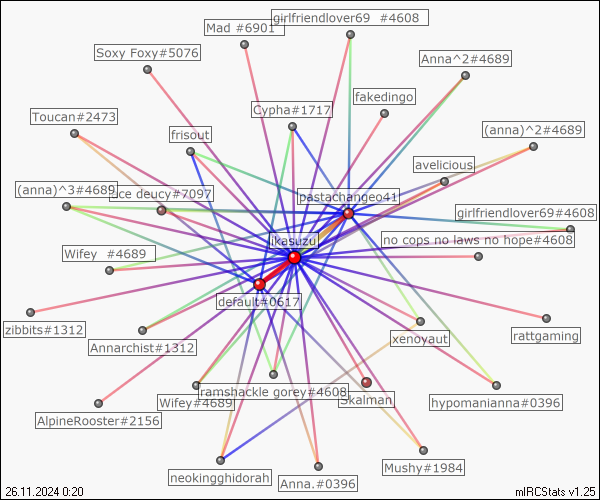 girlfriendlover69 #4608
Mad #6901
Soxy Foxy#5076
Anna^2#4689
fakedingo
Toucan#2473
Cypha#1717
frisout
(anna)^2#4689
avelicious
(anna)^3#4689
ice deucy#7097
pastachangeo41
girlfriendlover69#4608
ikasuzu
no cops no laws no hope#4608
Wifey #4689
default#0617
zibbits#1312
Annarchist#1312
xenoyaut
rattgaming
ramshackle gorey#4608
Skalman
Wifey#4689
hypomanianna#0396
AlpineRooster#2156
neokingghidorah
Anna.#0396
Mushy#1984
26.11.2024 0:20
mIRCStats v1.25